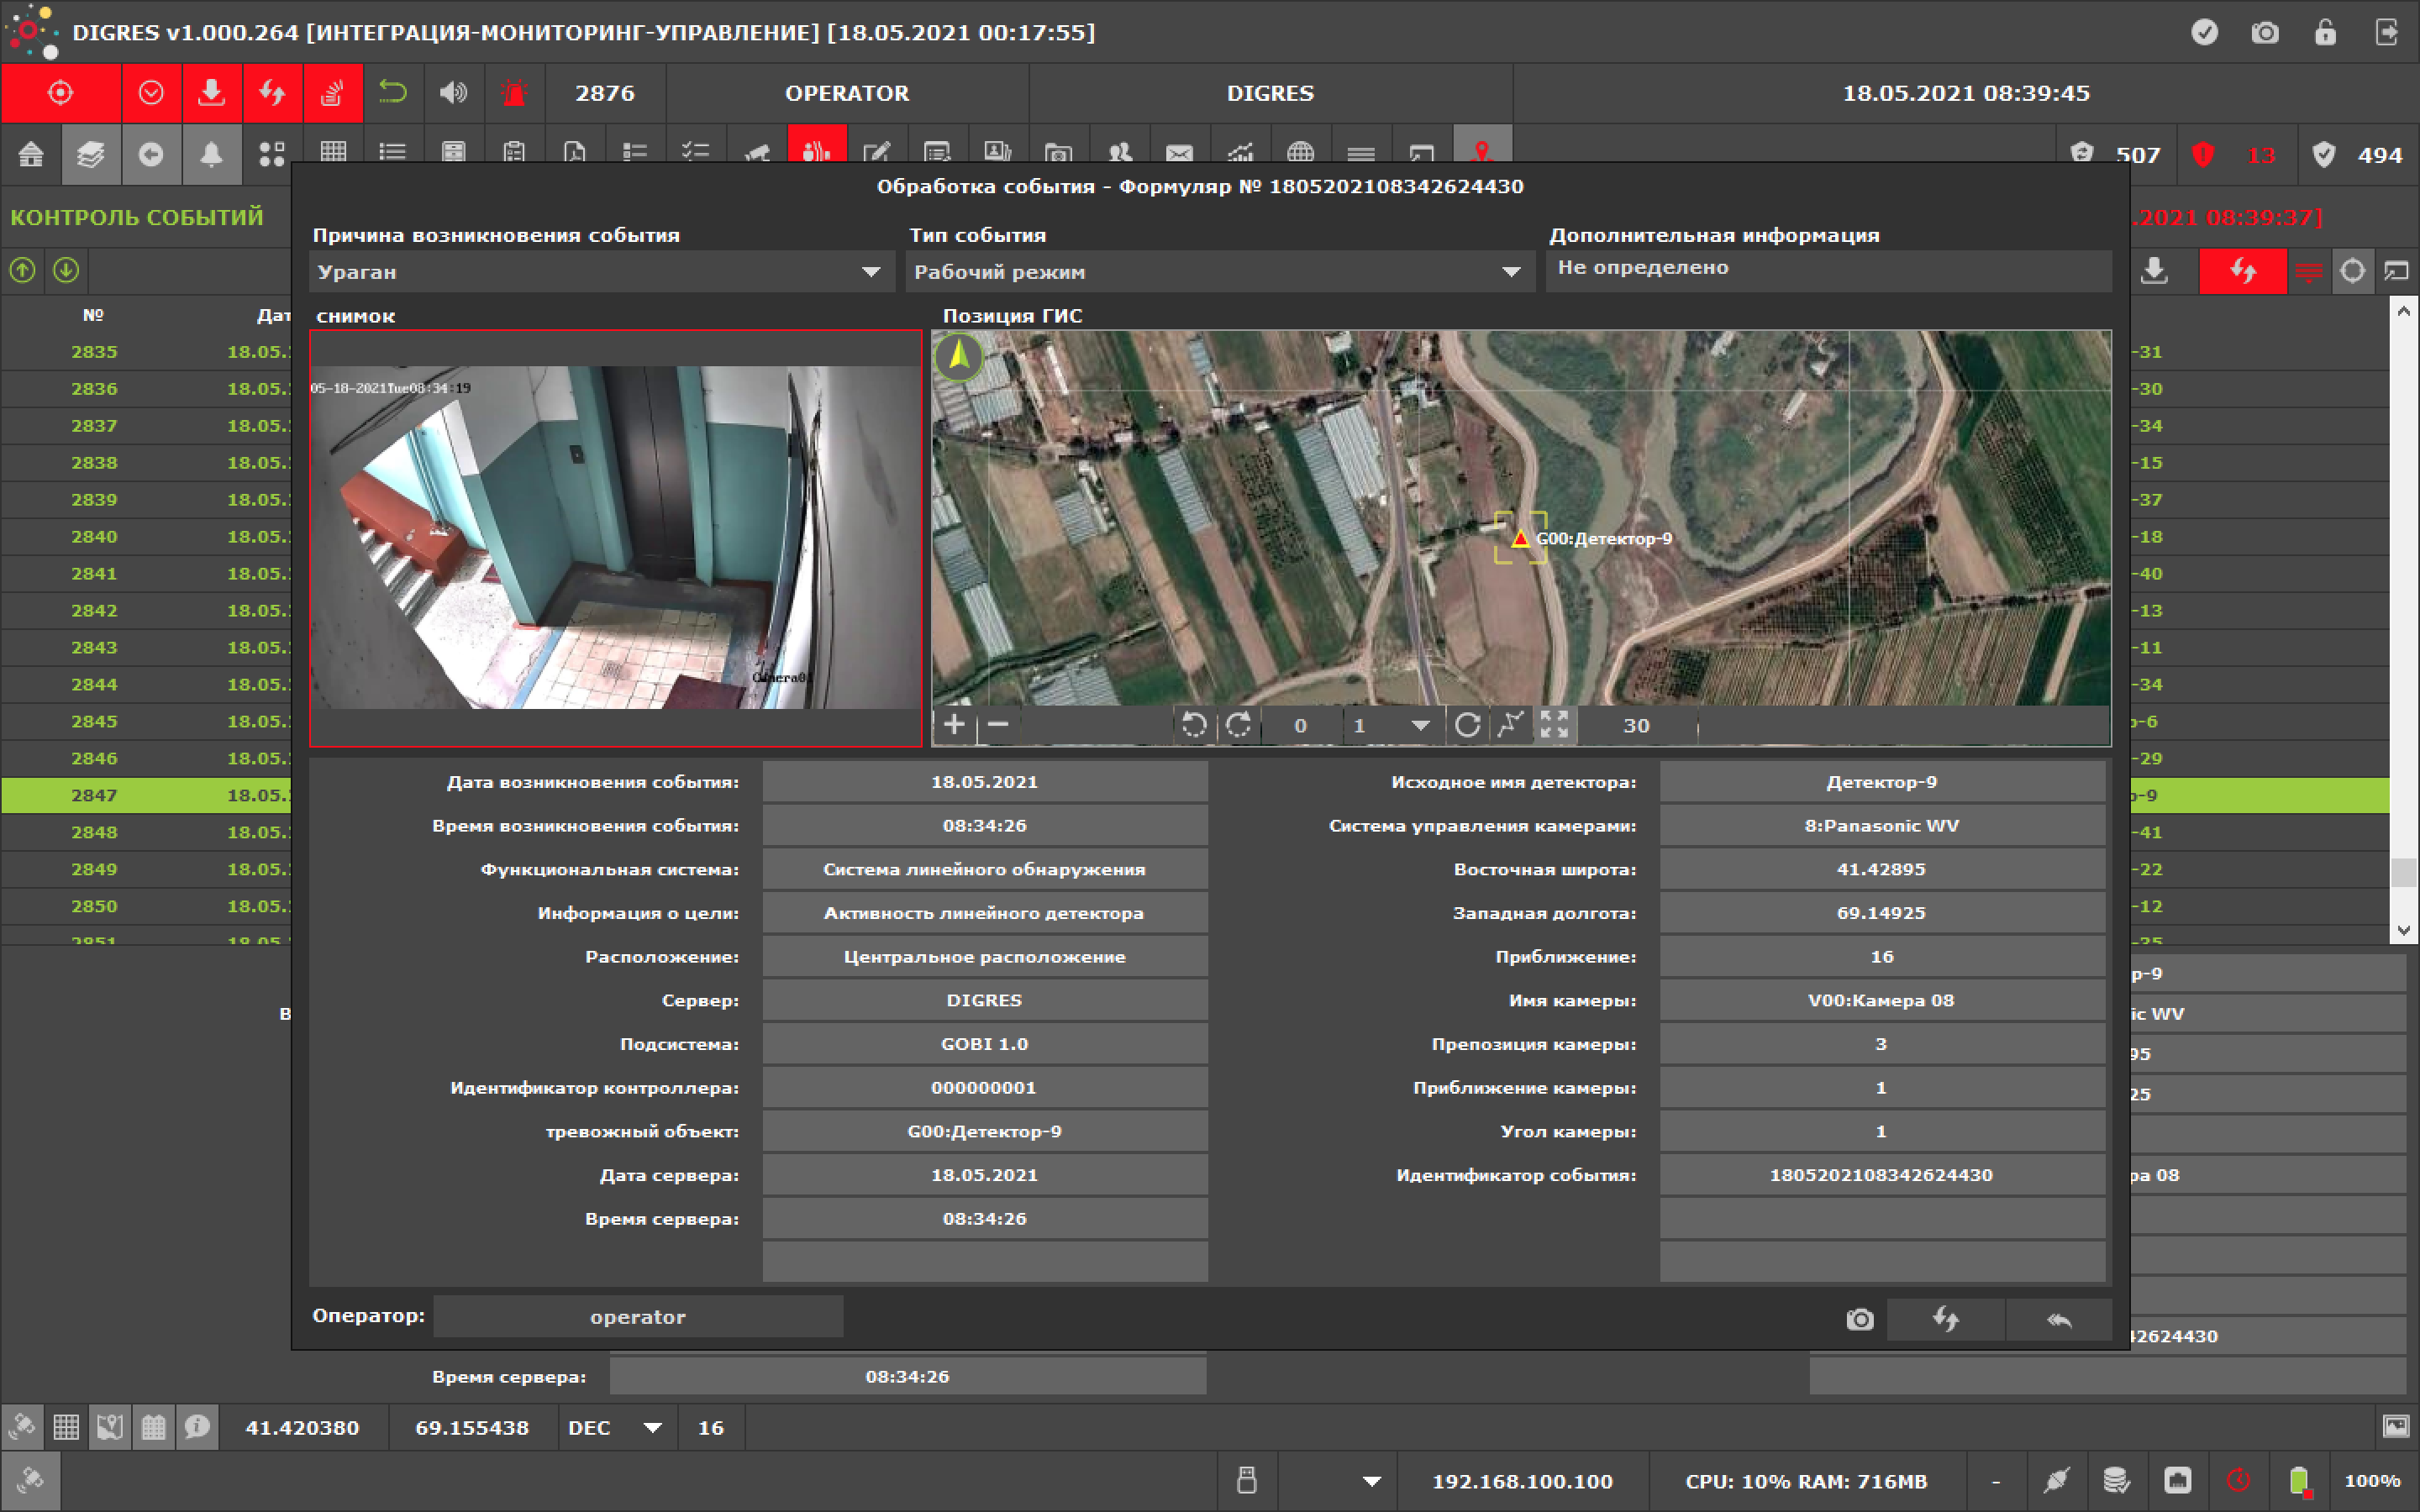 DIGRES v1.000.264 [ИНТЕГРАЦИЯ-МОНИТОРИНГ-УПРАВЛЕНИЕ] [18.05.2021 00:17:55]
2876 OPERATOR DIGRES 18.05.2021 08:39:45
507 13 494
Обработка события - Формуляр № 1805202108342624430
КОНТРОЛЬ СОБЫТИЙ
.2021 08:39:37]
Причина возникновения события Тип события Дополнительная информация
Ураган Рабочий режим Не определено
№ Дат
снимок Позиция ГИС
2835 18.05. -31
2836 18.05. -30
05-18-2021Tue08:34:19
2837 18.05. -34
2838 18.05. -15
2839 18.05. -37
2840 18.05. -18
G00:Детектор-9
2841 18.05. -40
2842 18.05. -13
2843 18.05. -11
2844 18.05. -34
Camera01
2845 18.05. р-6
0 1 30
2846 18.05. -29
2847 18.05. р-9
2848 18.05. -41
2849 18.05. -22
2850 18.05. -12
2851 18.05. -25
Дата возникновения события: 18.05.2021 Исходное имя детектора: Детектор-9
Время возникновения события: 08:34:26 Система управления камерами: 8:Panasonic WV
Функциональная система: Система линейного обнаружения Восточная широта: 41.42895
Информация о цели: Активность линейного детектора Западная долгота: 69.14925
Расположение: Центральное расположение Приближение: 16
р-9
Сервер: DIGRES Имя камеры: V00:Камера 08
В ic WV
Подсистема: GOBI 1.0 Препозиция камеры: 3
95
Идентификатор контроллера: 000000001 Приближение камеры: 1
25
тревожный объект: G00:Детектор-9 Угол камеры: 1
Дата сервера: 18.05.2021 Идентификатор события: 1805202108342624430
ра 08
Время сервера: 08:34:26
Оператор: operator
42624430
Время сервера: 08:34:26
41.420380 69.155438 DEC 16
192.168.100.100 CPU: 10% RAM: 716MB - 100%